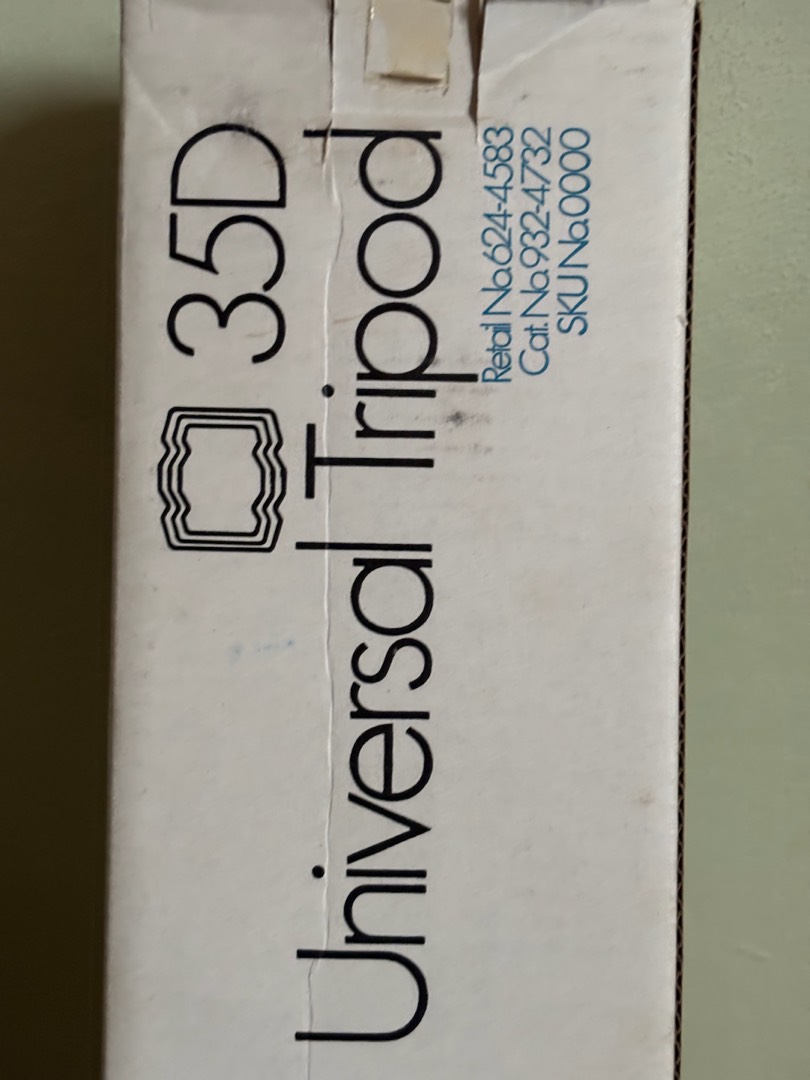 35D
Universal Tripod
Retail No.624-4583
Cat. No.932-4732
SKU No.0000